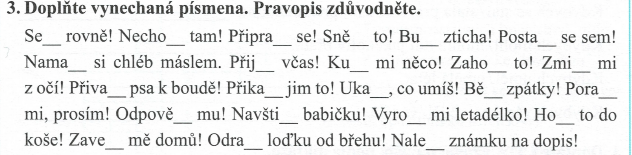 3. Doplňte vynechaná písmena. Pravopis zdůvodněte.
Se__ rovně! Necho__ tam! Připra__ se! Sně__ to! Bu__ zticha! Posta__ se sem!
Nama__ si chléb máslem. Přij__ včas! Ku__ mi něco! Zaho__ to! Zmi__ mi
z očí! Přiva__ psa k boudě! Přika__ jim to! Uka__, co umíš! Bě__ zpátky! Pora__
mi, prosím! Odpově__ mu! Navšti__ babičku! Vyro__ mi letadélko! Ho__ to do
koše! Zave__ mě domů! Odra__ loďku od břehu! Nale__ známku na dopis!